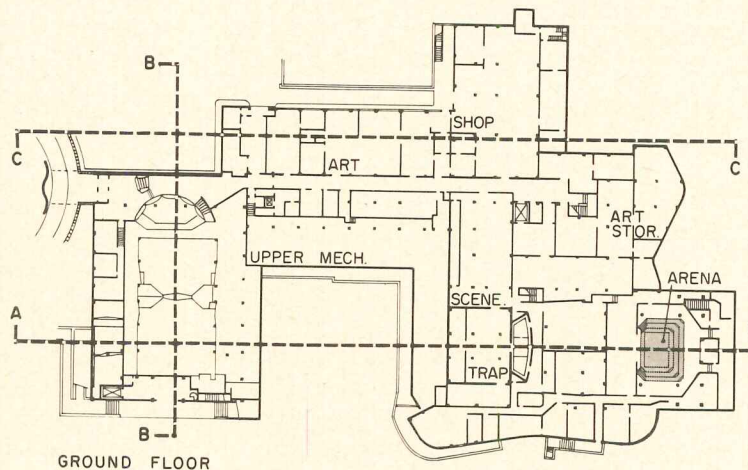 B
C
SHOP
C
ART
ART
STOR.
UPPER MECH.
ARENA
SCENE.
A
TRAP
B
GROUND FLOOR